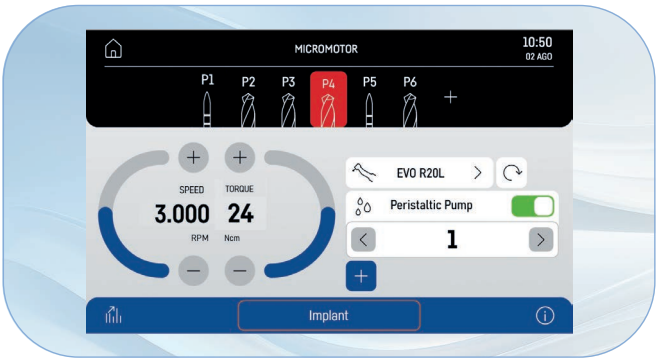 MICROMOTOR
10:50
02 AGO
P1 P2 P3 P4 P5 P6 +
SPEED TORQUE
3.000 24
RPM Ncm
EVO R20L
Peristaltic Pump
1
Implant